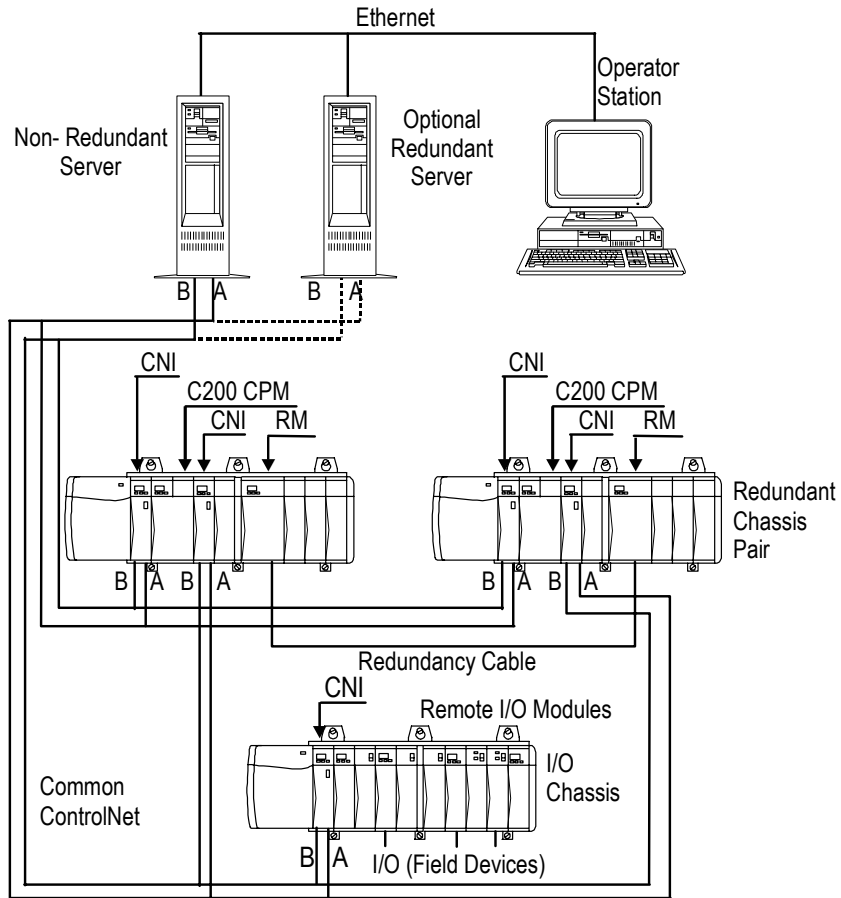 Ethernet
Operator
Station
Non- Redundant
Server
Optional
Redundant
Server
B A
B A
CNI
C200 CPM
CNI RM
CNI
C200 CPM
CNI RM
Redundant
Chassis
Pair
B A B A
B A B A
Redundancy Cable
CNI
Remote I/O Modules
I/O
Chassis
Common
ControlNet
B A
I/O (Field Devices)